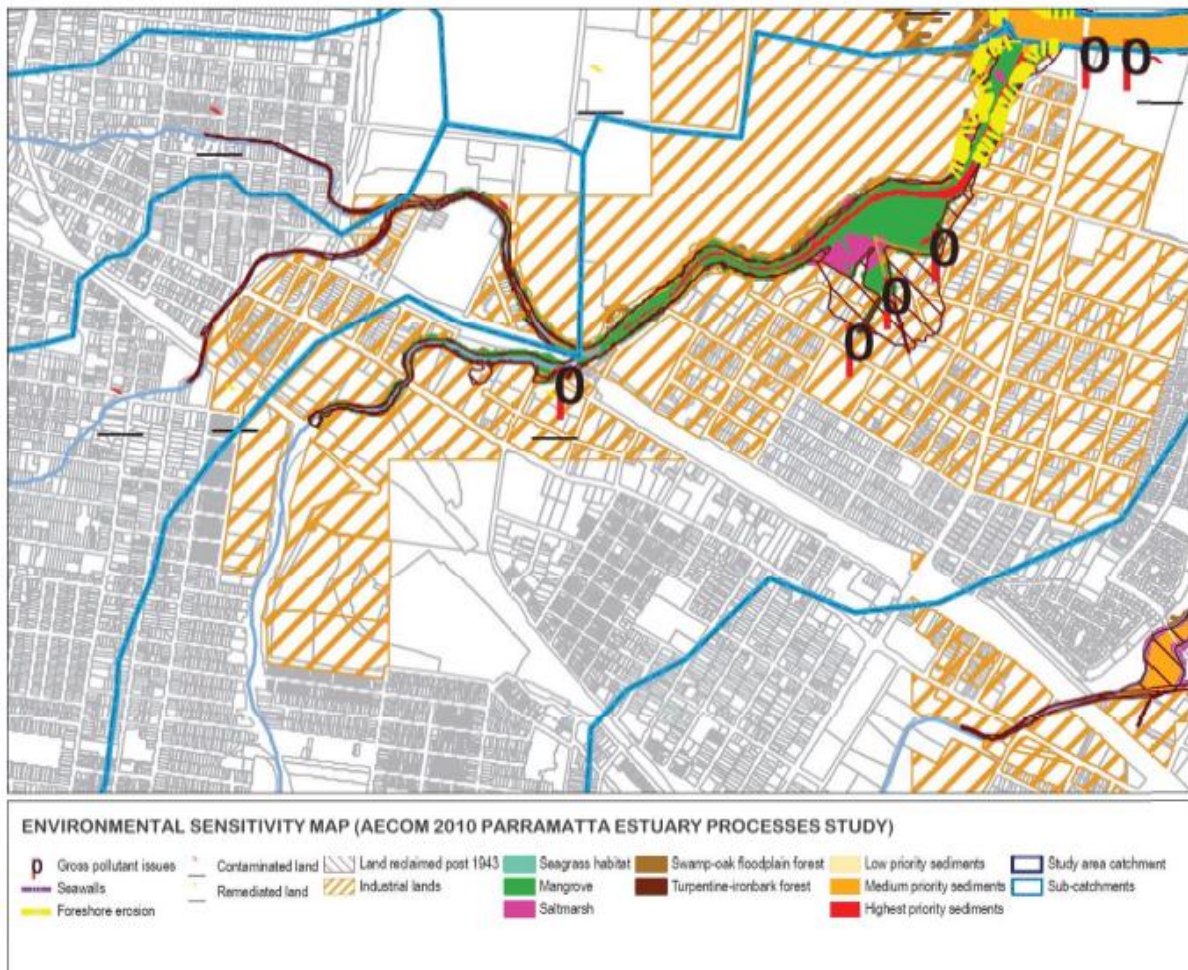 ENVIRONMENTAL SENSITIVITY MAP (AECOM 2010 PARRAMATTA ESTUARY PROCESSES STUDY)
Gross pollutant issues
Seawalls
Foreshore erosion
Contaminated land
Remediated land
Land reclaimed post 1943
Industrial lands
Seagrass habitat
Mangrove
Saltmarsh
Swamp-oak floodplain forest
Turpentine-ironbark forest
Low priority sediments
Medium priority sediments
Highest priority sediments
Study area catchment
Sub-catchments